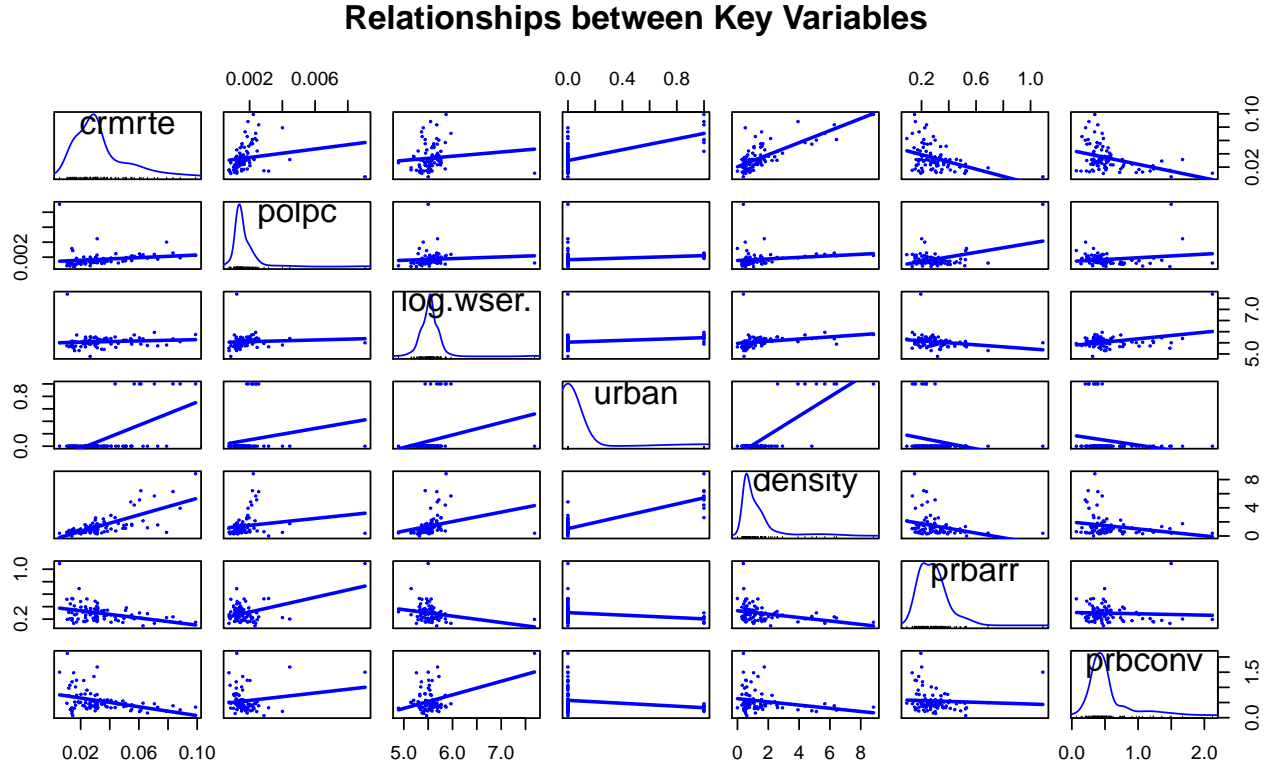 Relationships between Key Variables
0.002 0.006
0.0 0.4 0.8
0.2 0.6 1.0
crmrte
0.02 0.10
polpc
0.002
log.wser.
5.0 7.0
urban
0.0 0.8
density
0 4 8
prbarr
0.2 1.0
prbconv
0.0 1.5
0.02 0.06 0.10
5.0 6.0 7.0
0 2 4 6 8
0.0 1.0 2.0